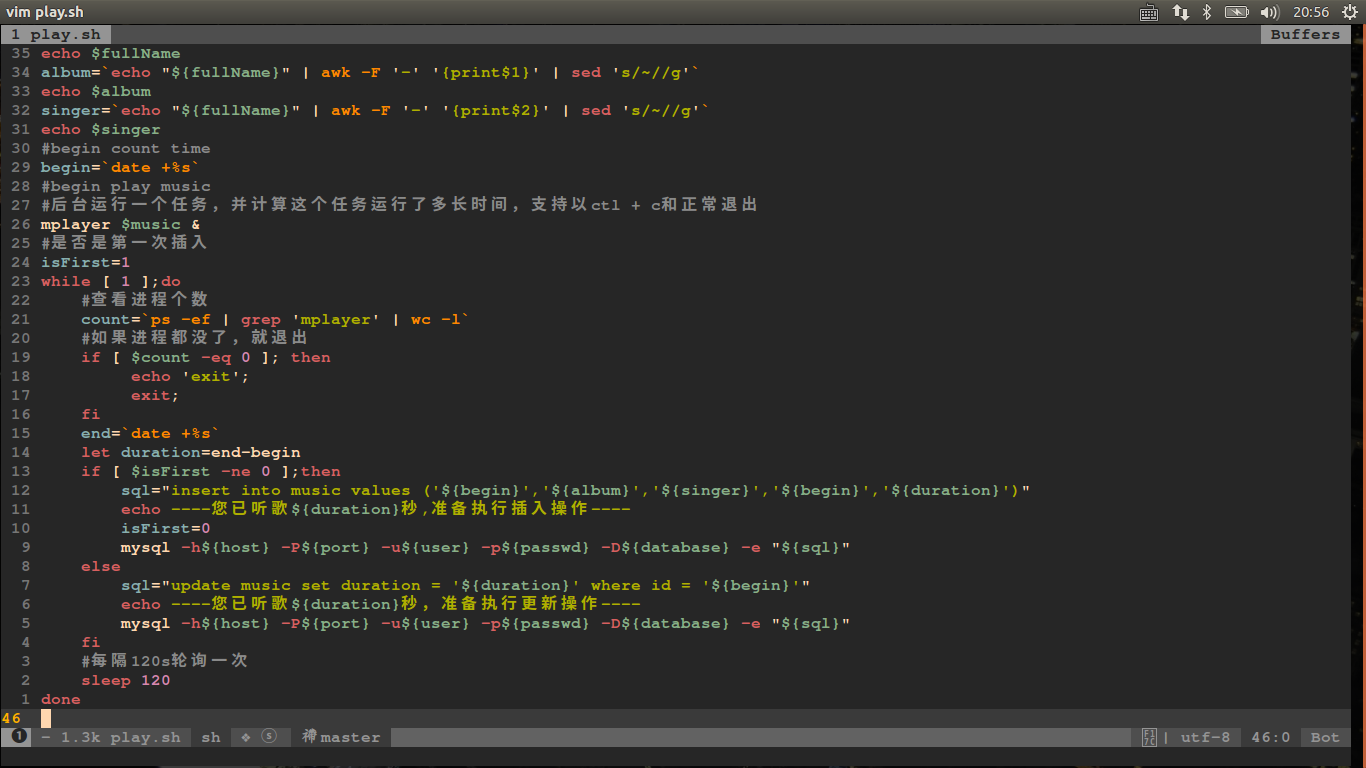 vim play.sh 20:56
1 play.sh Buffers
35 echo $fullName
34 album=`echo "${fullName}" | awk -F '-' '{print$1}' | sed 's/~//g'`
33 echo $album
32 singer=`echo "${fullName}" | awk -F '-' '{print$2}' | sed 's/~//g'`
31 echo $singer
30 #begin count time
29 begin=`date +%s`
28 #begin play music
27 #后台运行一个任务，并计算这个任务运行了多长时间，支持以ctl + c和正常退出
26 mplayer $music &
25 #是否是第一次插入
24 isFirst=1
23 while [ 1 ];do
22     #查看进程个数
21     count=`ps -ef | grep 'mplayer' | wc -l`
20     #如果进程都没了，就退出
19     if [ $count -eq 0 ]; then
18          echo 'exit';
17          exit;
16     fi
15     end=`date +%s`
14     let duration=end-begin
13     if [ $isFirst -ne 0 ];then
12         sql="insert into music values ('${begin}','${album}','${singer}','${begin}','${duration}')"
11         echo ----您已听歌${duration}秒,准备执行插入操作----
10         isFirst=0
9         mysql -h${host} -P${port} -u${user} -p${passwd} -D${database} -e "${sql}"
8     else
7         sql="update music set duration = '${duration}' where id = '${begin}'"
6         echo ----您已听歌${duration}秒，准备执行更新操作----
5         mysql -h${host} -P${port} -u${user} -p${passwd} -D${database} -e "${sql}"
4     fi
3     #每隔120s轮询一次
2     sleep 120
1 done
46
❶ - 1.3k play.sh sh ❖ ⓢ master | utf-8 46:0 Bot